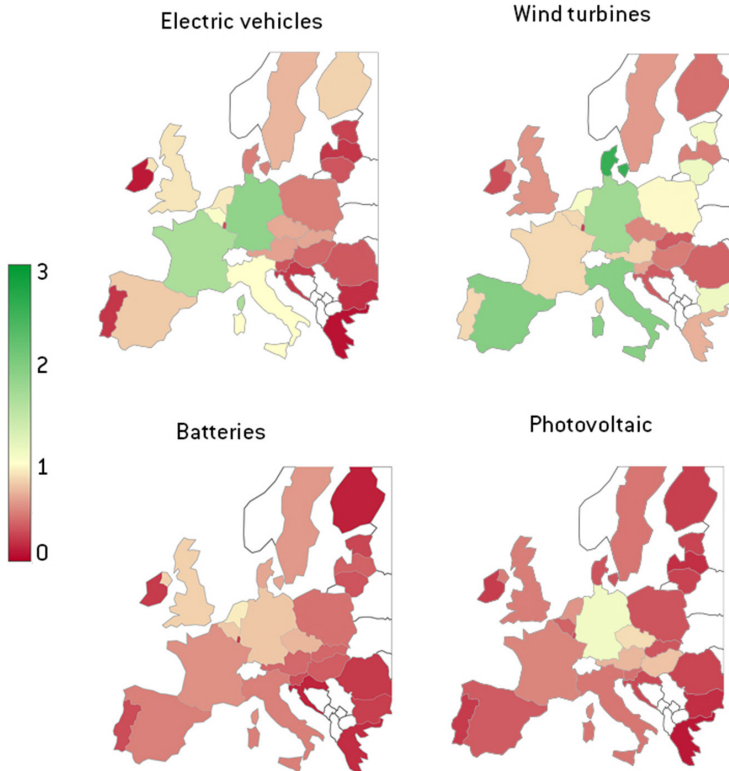 Electric vehicles
Wind turbines
3
2
1
0
Batteries
Photovoltaic